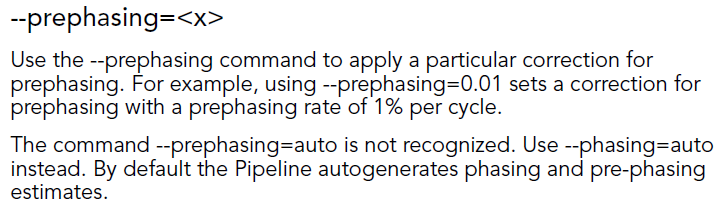 --prephasing=<x>
Use the --prephasing command to apply a particular correction for
prephasing. For example, using --prephasing=0.01 sets a correction for
prephasing with a prephasing rate of 1% per cycle.
The command --prephasing=auto is not recognized. Use --phasing=auto
instead. By default the Pipeline autogenerates phasing and pre-phasing
estimates.